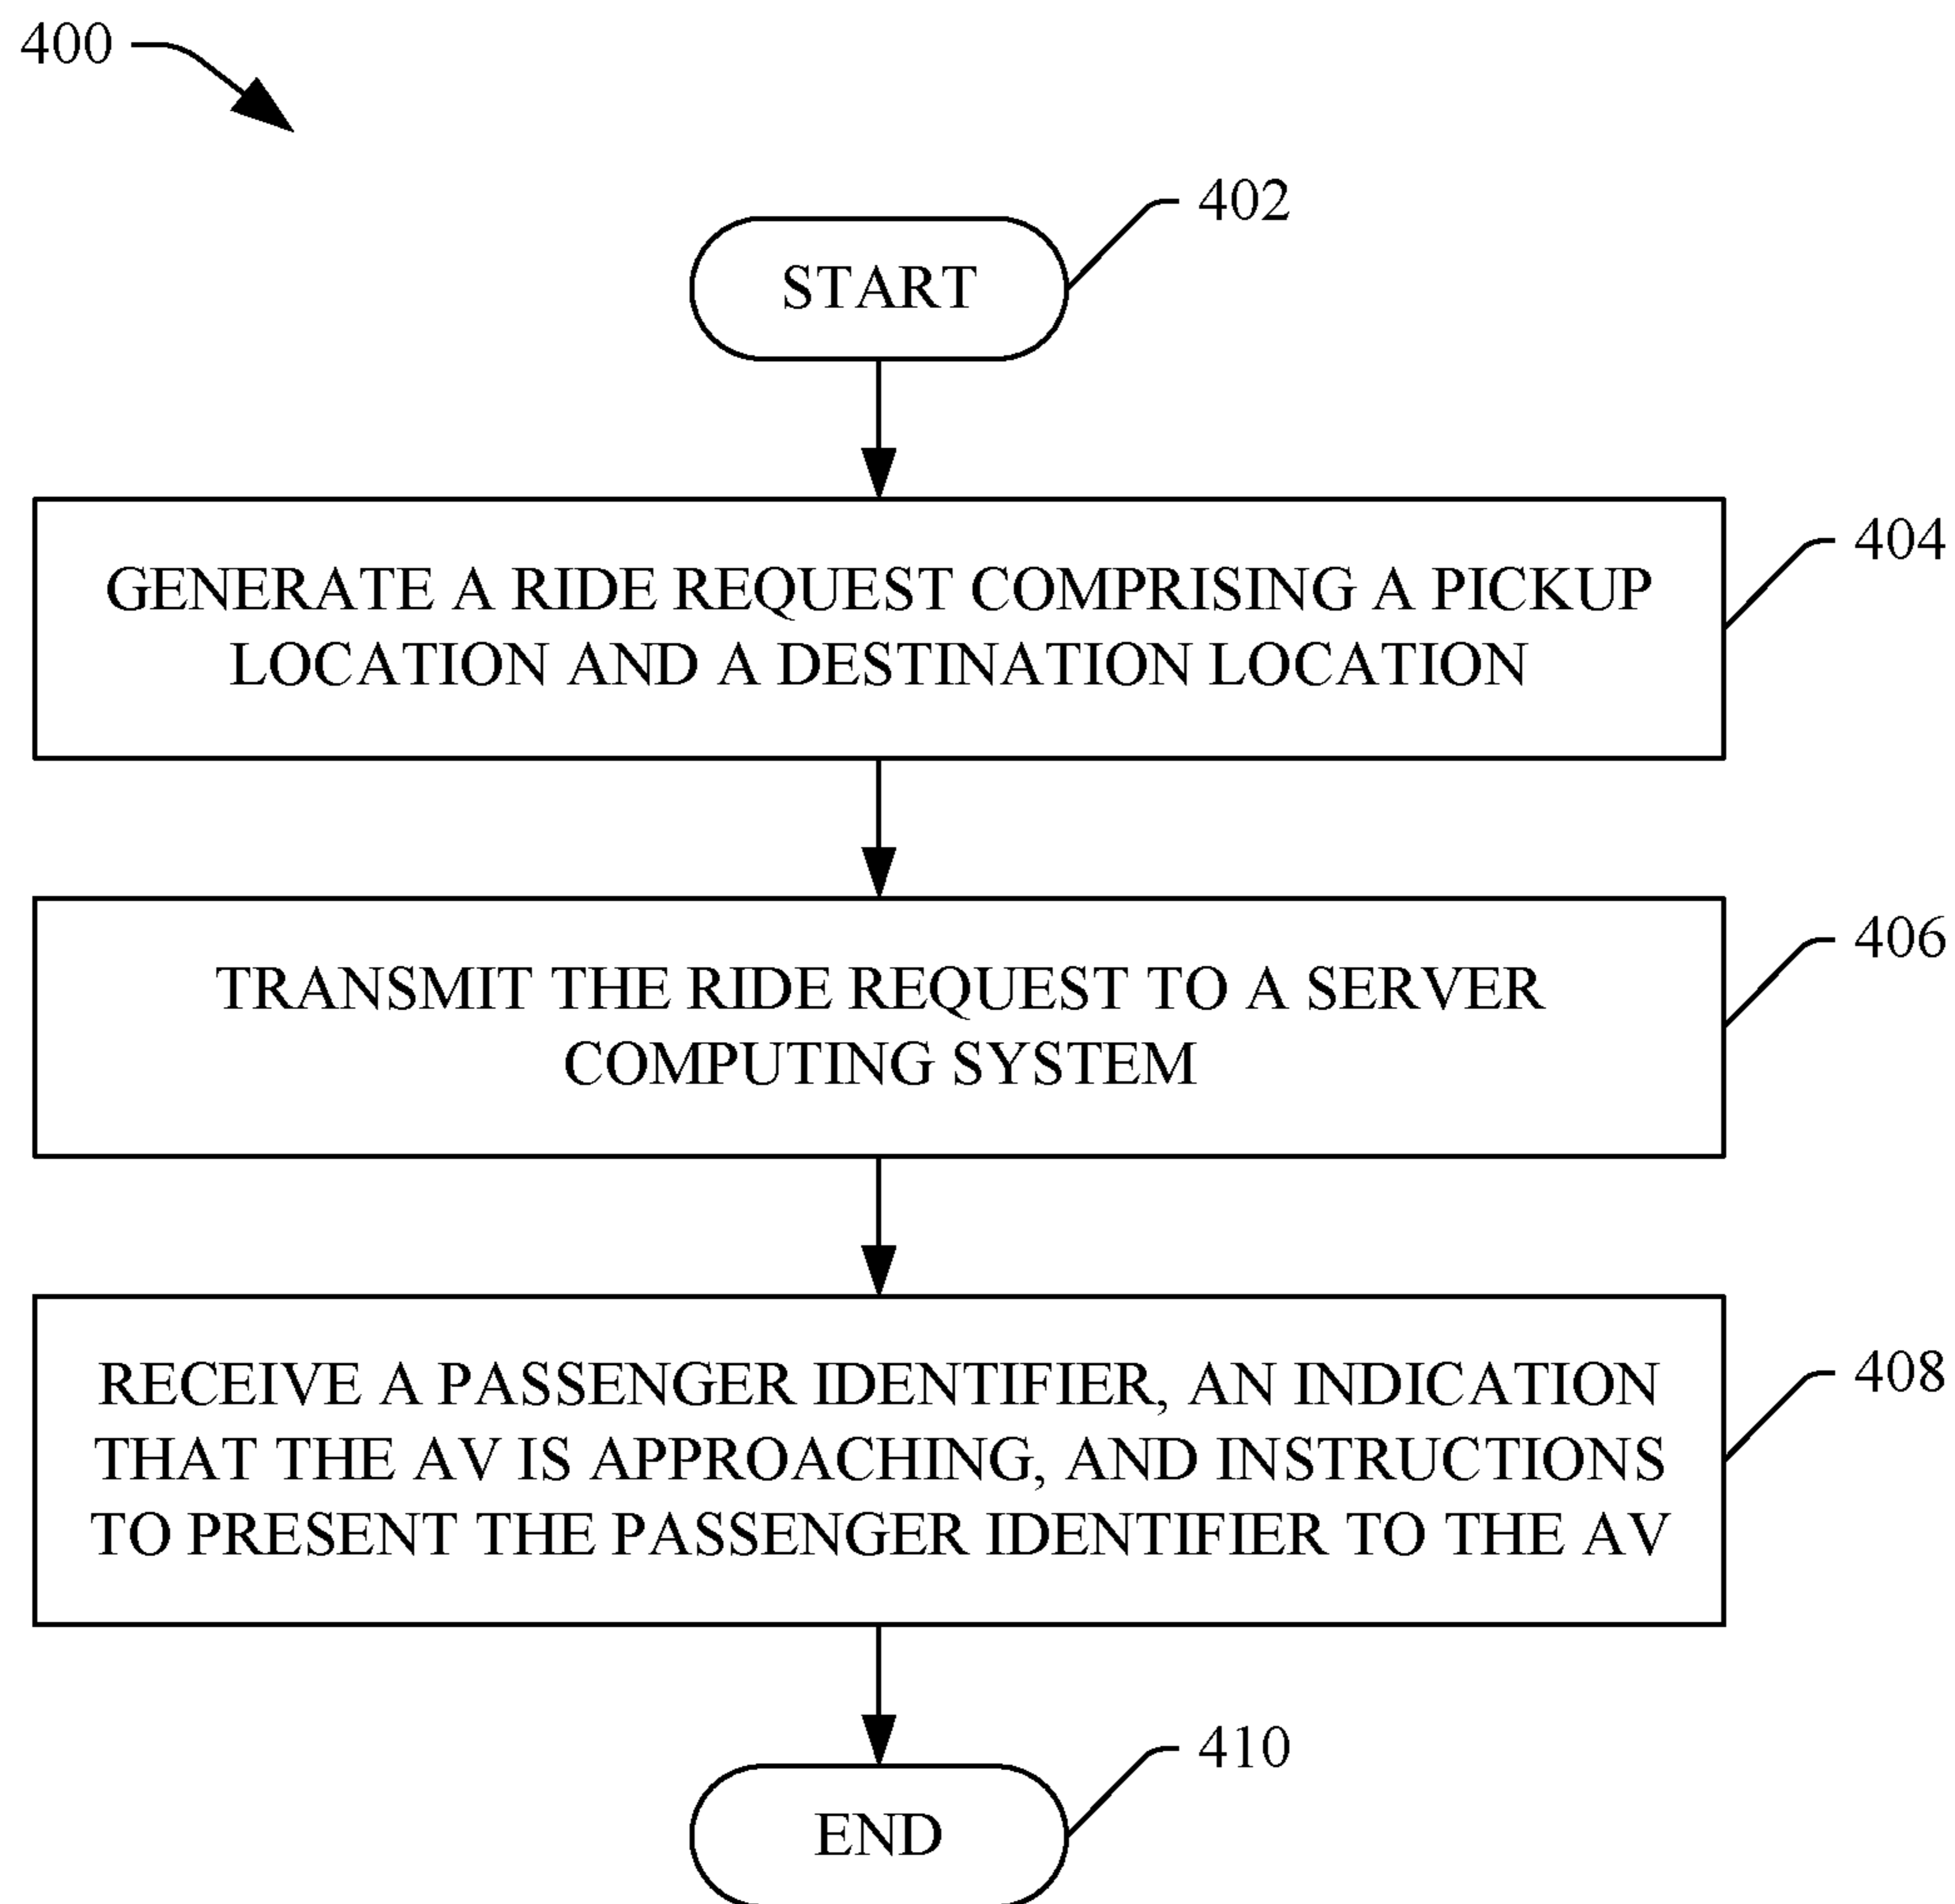 400
402
START
404
GENERATE A RIDE REQUEST COMPRISING A PICKUP
LOCATION AND A DESTINATION LOCATION
406
TRANSMIT THE RIDE REQUEST TO A SERVER
COMPUTING SYSTEM
408
RECEIVE A PASSENGER IDENTIFIER, AN INDICATION
THAT THE AV IS APPROACHING, AND INSTRUCTIONS
TO PRESENT THE PASSENGER IDENTIFIER TO THE AV
410
END